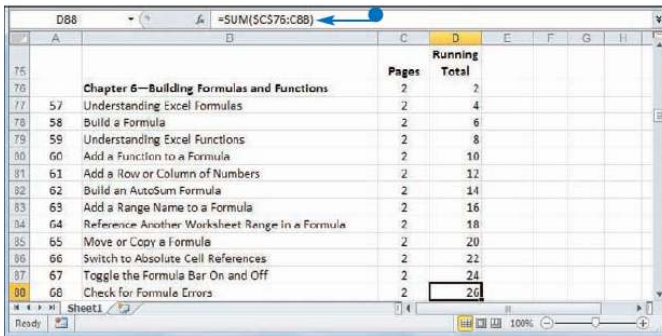 D88 fx =SUM($C$76:C88)
A B C D E F G H
75 Pages Running Total
76 Chapter 6—Building Formulas and Functions 2 2
77 57 Understanding Excel Formulas 2 4
78 58 Build a Formula 2 6
79 59 Understanding Excel Functions 2 8
80 60 Add a Function to a Formula 2 10
81 61 Add a Row or Column of Numbers 2 12
82 62 Build an AutoSum Formula 2 14
83 63 Add a Range Name to a Formula 2 16
84 64 Reference Another Worksheet Range in a Formula 2 18
85 65 Move or Copy a Formula 2 20
86 66 Switch to Absolute Cell References 2 22
87 67 Toggle the Formula Bar On and Off 2 24
88 68 Check for Formula Errors 2 26
Sheet1
Ready 100%